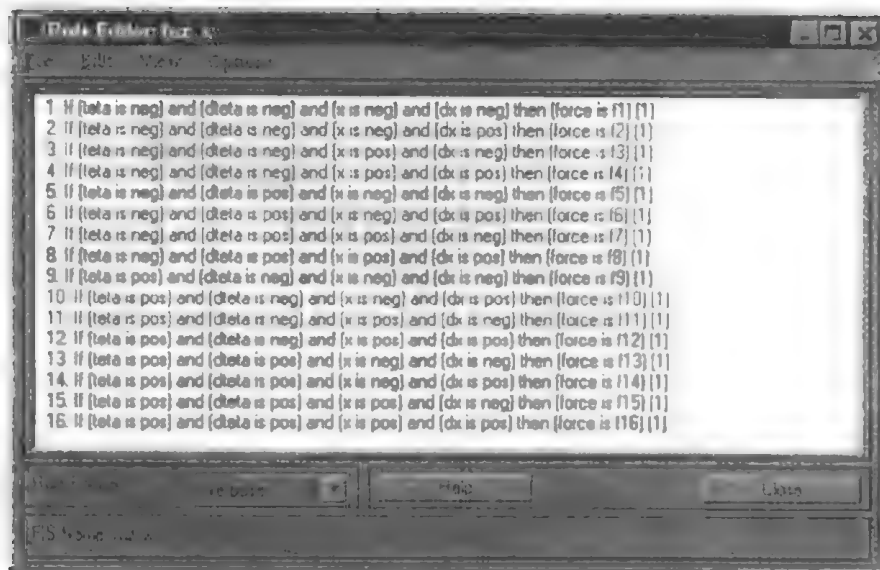 Rule Editor:
Edit View Options
1. If (teta is neg) and (dteta is neg) and (x is neg) and (dx is neg) then (force is f1) (1)
2. If (teta is neg) and (dteta is neg) and (x is neg) and (dx is pos) then (force is f2) (1)
3. If (teta is neg) and (dteta is neg) and (x is pos) and (dx is neg) then (force is f3) (1)
4. If (teta is neg) and (dteta is neg) and (x is pos) and (dx is pos) then (force is f4) (1)
5. If (teta is neg) and (dteta is pos) and (x is neg) and (dx is neg) then (force is f5) (1)
6. If (teta is neg) and (dteta is pos) and (x is neg) and (dx is pos) then (force is f6) (1)
7. If (teta is neg) and (dteta is pos) and (x is pos) and (dx is neg) then (force is f7) (1)
8. If (teta is neg) and (dteta is pos) and (x is pos) and (dx is pos) then (force is f8) (1)
9. If (teta is pos) and (dteta is neg) and (x is neg) and (dx is neg) then (force is f9) (1)
10. If (teta is pos) and (dteta is neg) and (x is neg) and (dx is pos) then (force is f10) (1)
11. If (teta is pos) and (dteta is neg) and (x is pos) and (dx is neg) then (force is f11) (1)
12. If (teta is pos) and (dteta is neg) and (x is pos) and (dx is pos) then (force is f12) (1)
13. If (teta is pos) and (dteta is pos) and (x is neg) and (dx is neg) then (force is f13) (1)
14. If (teta is pos) and (dteta is pos) and (x is neg) and (dx is pos) then (force is f14) (1)
15. If (teta is pos) and (dteta is pos) and (x is pos) and (dx is neg) then (force is f15) (1)
16. If (teta is pos) and (dteta is pos) and (x is pos) and (dx is pos) then (force is f16) (1)
Help Close
FIS Name: